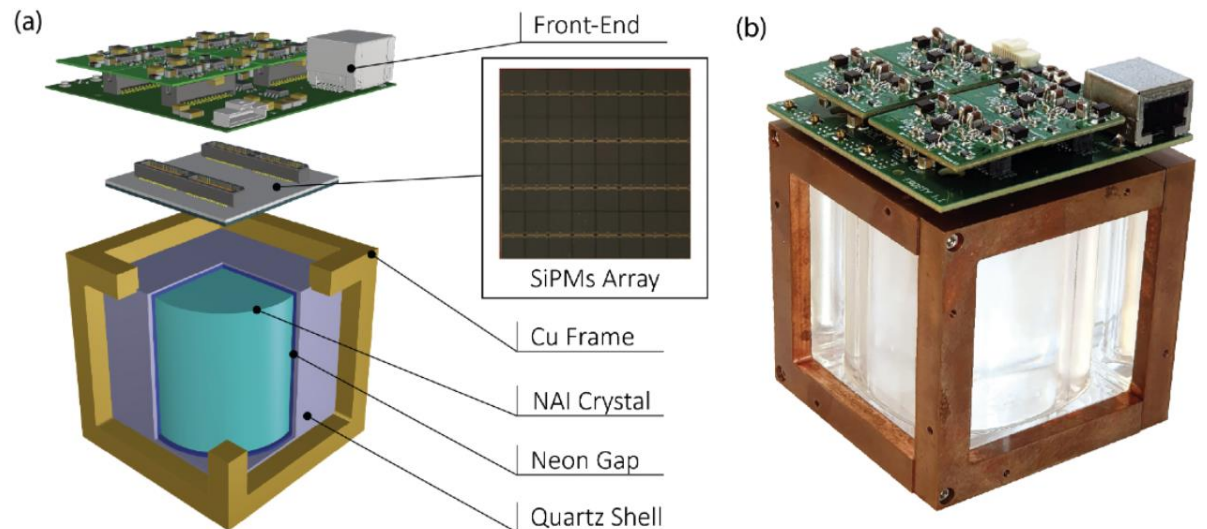 (a)
Front-End
SiPMs Array
Cu Frame
NAI Crystal
Neon Gap
Quartz Shell
(b)